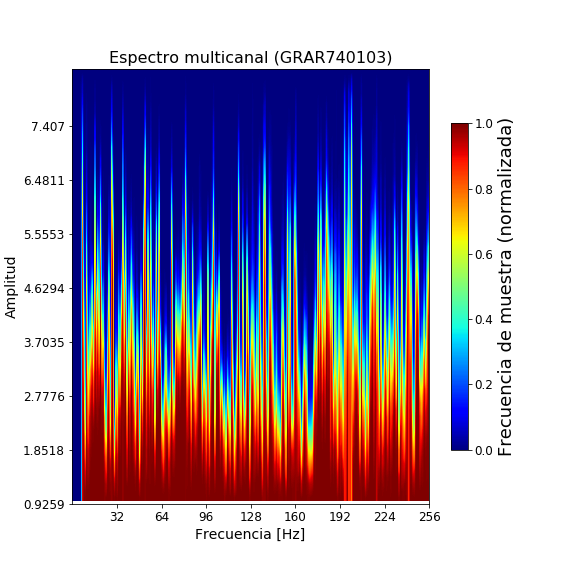 Espectro multicanal (GRAR740103)
Amplitud
7.407
6.4811
5.5553
4.6294
3.7035
2.7776
1.8518
0.9259
32 64 96 128 160 192 224 256
Frecuencia [Hz]
1.0
0.8
0.6
0.4
0.2
0.0
Frecuencia de muestra (normalizada)